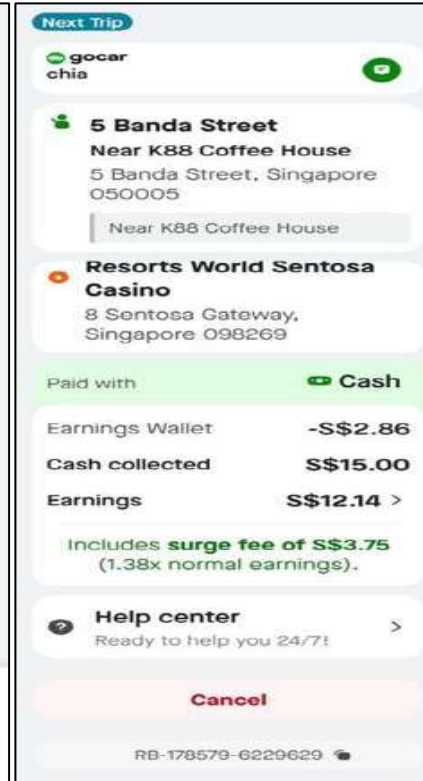 Next Trip
gocar
chia
5 Banda Street
Near K88 Coffee House
5 Banda Street, Singapore
050005
Near K88 Coffee House
Resorts World Sentosa
Casino
8 Sentosa Gateway,
Singapore 098269
Paid with Cash
Earnings Wallet -S$2.86
Cash collected S$15.00
Earnings S$12.14 >
Includes surge fee of S$3.75
(1.38x normal earnings).
Help center
Ready to help you 24/7!
Cancel
RB-178579-6229629